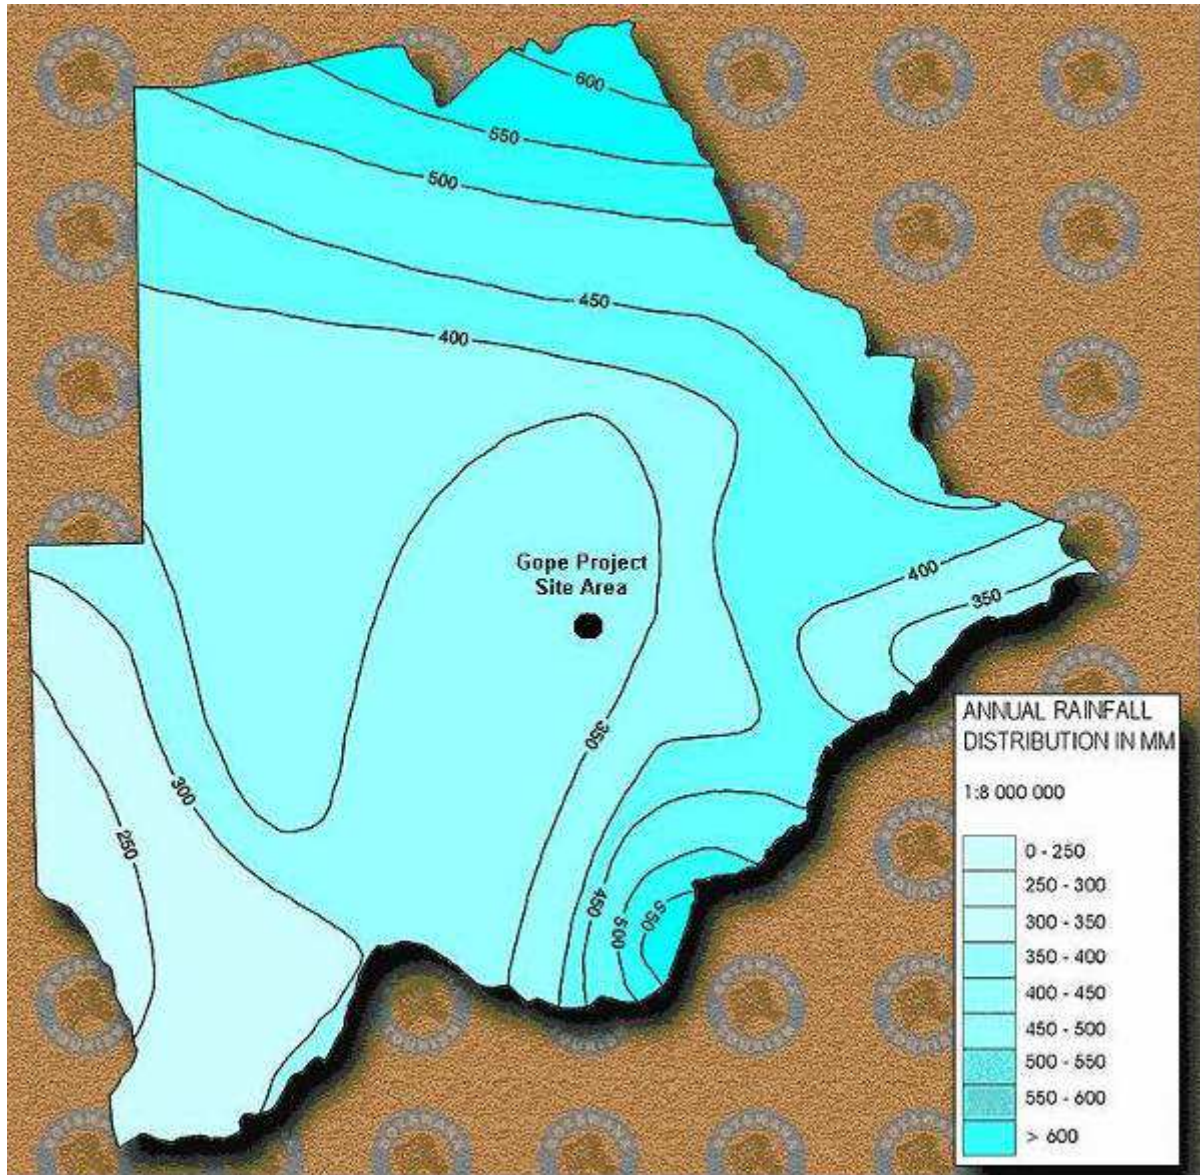 600
550
500
450
400
Gope Project
Site Area
400
350
350
300
250
450
500
550
ANNUAL RAINFALL
DISTRIBUTION IN MM
1:8 000 000
0 - 250
250 - 300
300 - 350
350 - 400
400 - 450
450 - 500
500 - 550
550 - 600
> 600